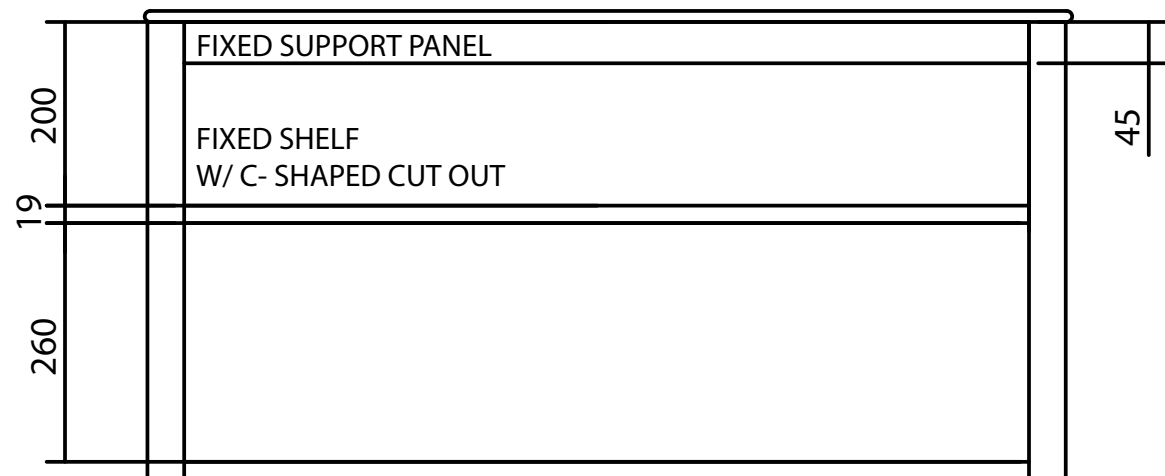 FIXED SUPPORT PANEL
200
45
FIXED SHELF
W/ C- SHAPED CUT OUT
19
260